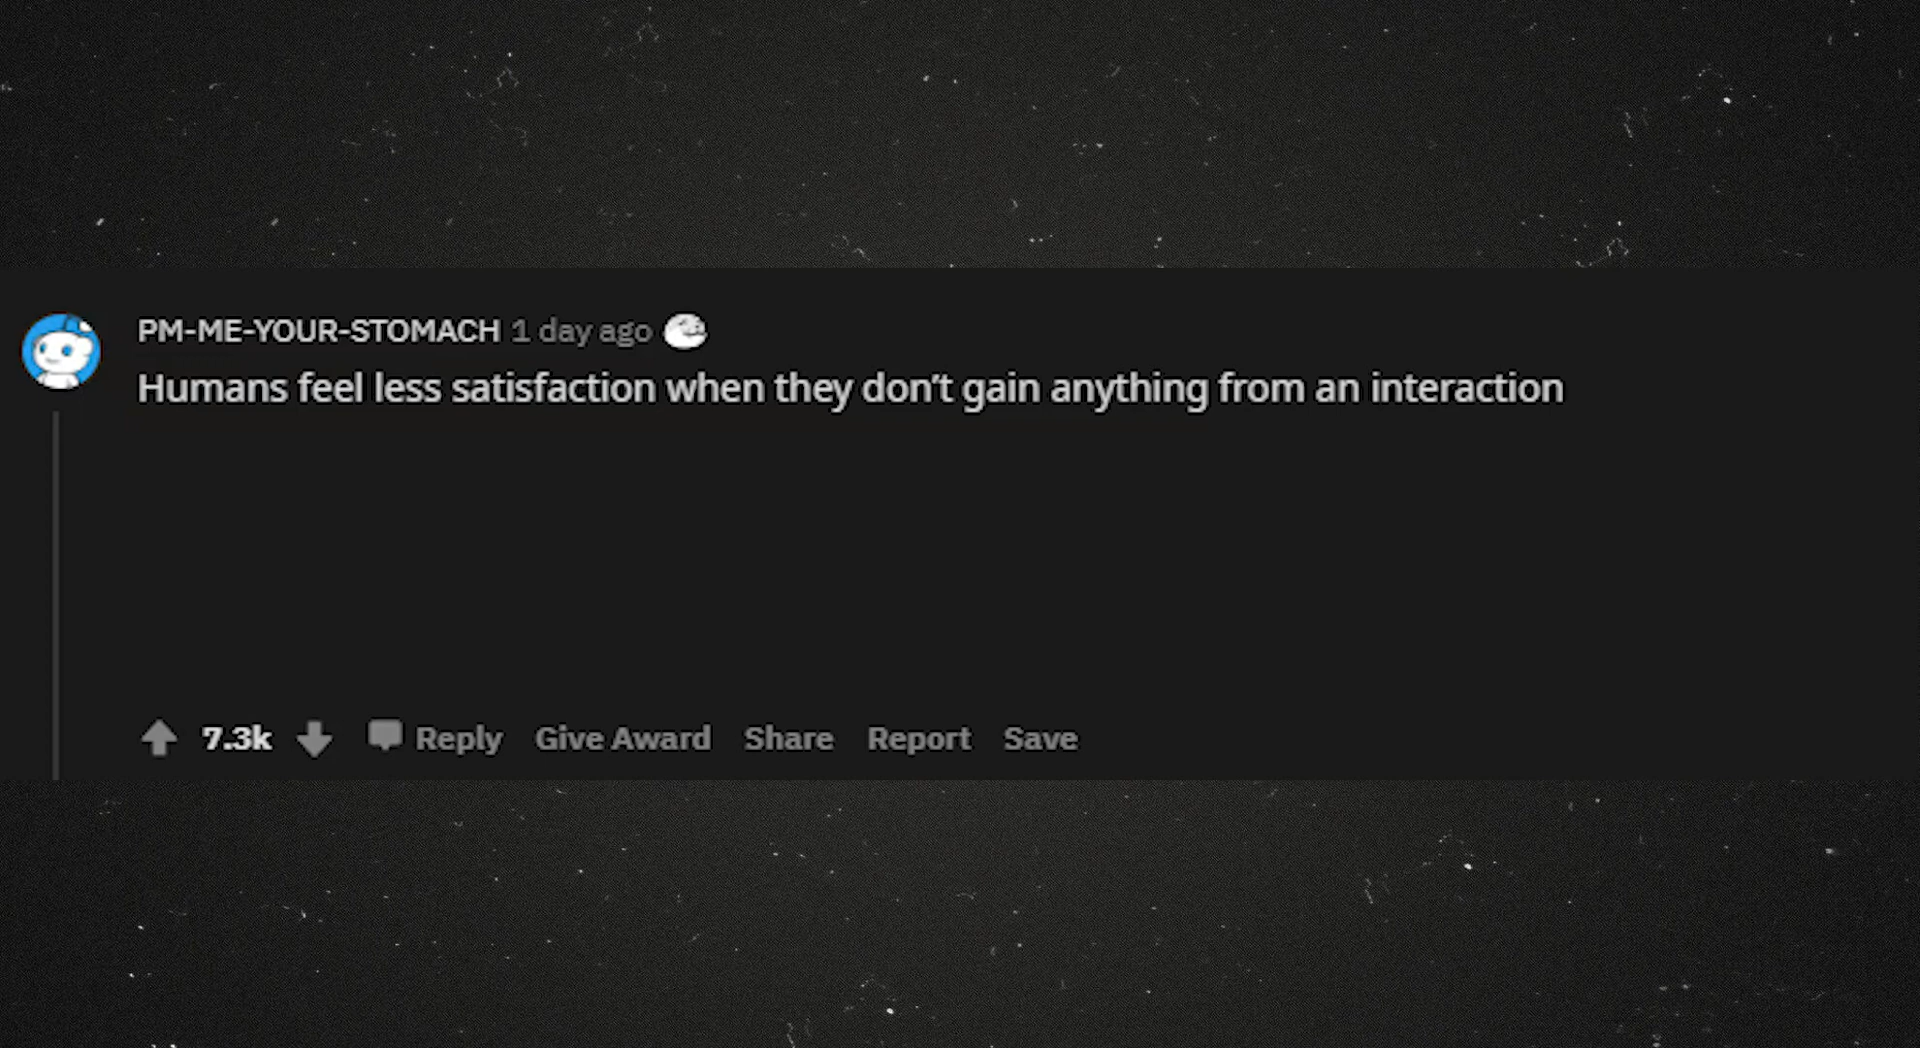 PM-ME-YOUR-STOMACH 1 day ago
Humans feel less satisfaction when they don’t gain anything from an interaction
7.3k Reply Give Award Share Report Save